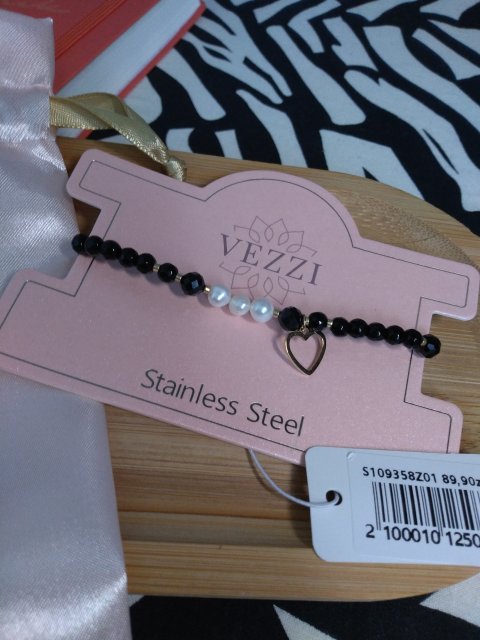 VEZZI
Stainless Steel
S109358Z01 89,90z
2 100010 1250